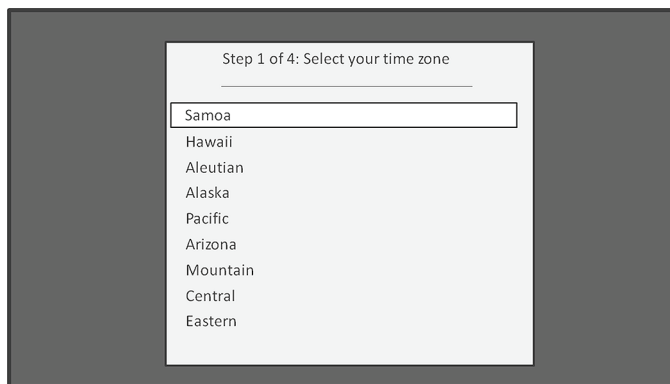 Step 1 of 4: Select your time zone
Samoa
Hawaii
Aleutian
Alaska
Pacific
Arizona
Mountain
Central
Eastern